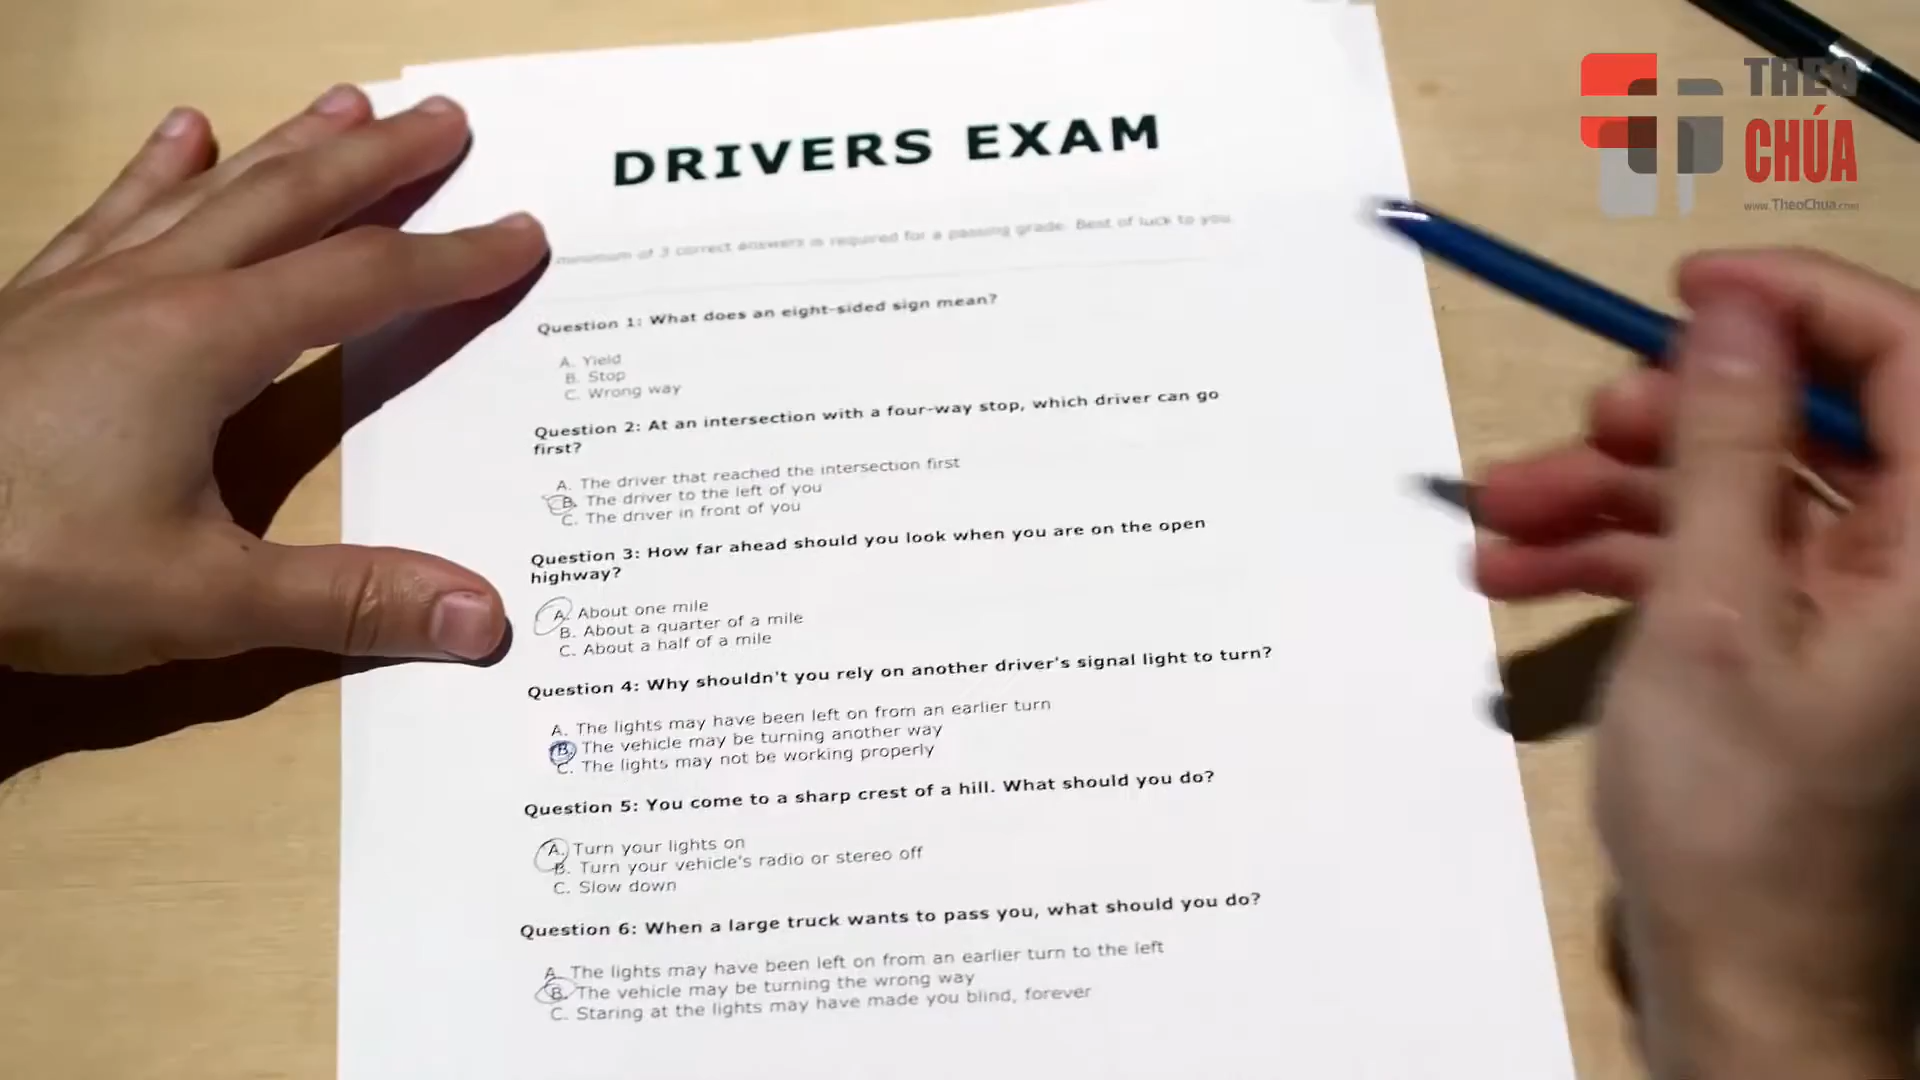 DRIVERS EXAM
minimum of 3 correct answers is required for a passing grade. Best of luck to you.
Question 1: What does an eight-sided sign mean?
A. Yield
B. Stop
C. Wrong way
Question 2: At an intersection with a four-way stop, which driver can go
first?
A. The driver that reached the intersection first
B. The driver to the left of you
C. The driver in front of you
Question 3: How far ahead should you look when you are on the open
highway?
A. About one mile
B. About a quarter of a mile
C. About a half of a mile
Question 4: Why shouldn't you rely on another driver's signal light to turn?
A. The lights may have been left on from an earlier turn
B. The vehicle may be turning another way
C. The lights may not be working properly
Question 5: You come to a sharp crest of a hill. What should you do?
A. Turn your lights on
B. Turn your vehicle's radio or stereo off
C. Slow down
Question 6: When a large truck wants to pass you, what should you do?
A. The lights may have been left on from an earlier turn to the left
B. The vehicle may be turning the wrong way
C. Staring at the lights may have made you blind, forever
THEO
CHÚA
www.TheoChua.com